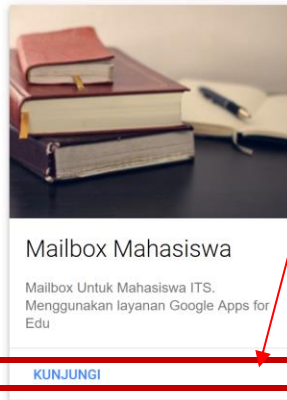 Mailbox Mahasiswa
Mailbox Untuk Mahasiswa ITS.
Menggunakan layanan Google Apps for
Edu
KUNJUNGI